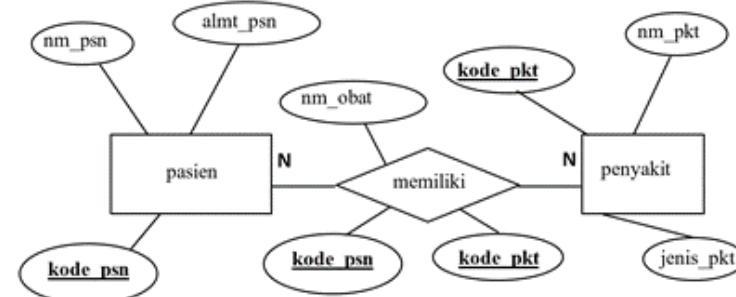 almt_psn
nm_psn
nm_pkt
kode_pkt
nm_obat
N
N
pasien
memiliki
penyakit
kode_psn
kode_psn
kode_pkt
jenis_pkt